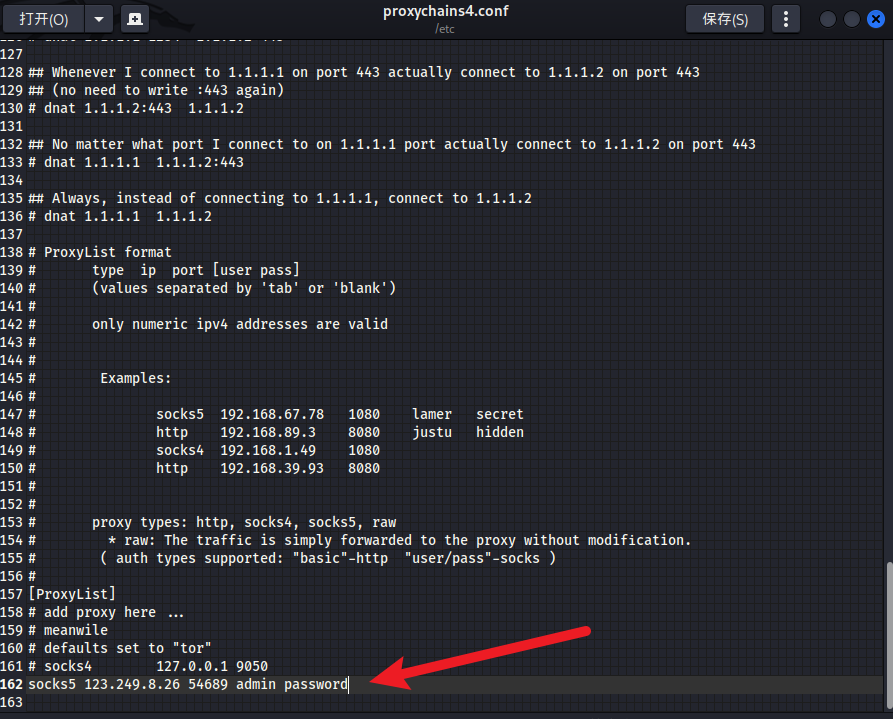 打开(O)
proxychains4.conf
/etc
保存(S)
127
128 ## Whenever I connect to 1.1.1.1 on port 443 actually connect to 1.1.1.2 on port 443
129 ## (no need to write :443 again)
130 # dnat 1.1.1.2:443  1.1.1.2
131
132 ## No matter what port I connect to on 1.1.1.1 port actually connect to 1.1.1.2 on port 443
133 # dnat 1.1.1.1  1.1.1.2:443
134
135 ## Always, instead of connecting to 1.1.1.1, connect to 1.1.1.2
136 # dnat 1.1.1.1  1.1.1.2
137
138 # ProxyList format
139 #       type  ip  port [user pass]
140 #       (values separated by 'tab' or 'blank')
141 #
142 #       only numeric ipv4 addresses are valid
143 #
144 #
145 #        Examples:
146 #
147 #               socks5  192.168.67.78   1080    lamer   secret
148 #               http    192.168.89.3    8080    justu   hidden
149 #               socks4  192.168.1.49    1080
150 #               http    192.168.39.93   8080
151 #
152 #
153 #       proxy types: http, socks4, socks5, raw
154 #         * raw: The traffic is simply forwarded to the proxy without modification.
155 #        ( auth types supported: "basic"-http  "user/pass"-socks )
156 #
157 [ProxyList]
158 # add proxy here ...
159 # meanwile
160 # defaults set to "tor"
161 # socks4        127.0.0.1 9050
162 socks5 123.249.8.26 54689 admin password
163